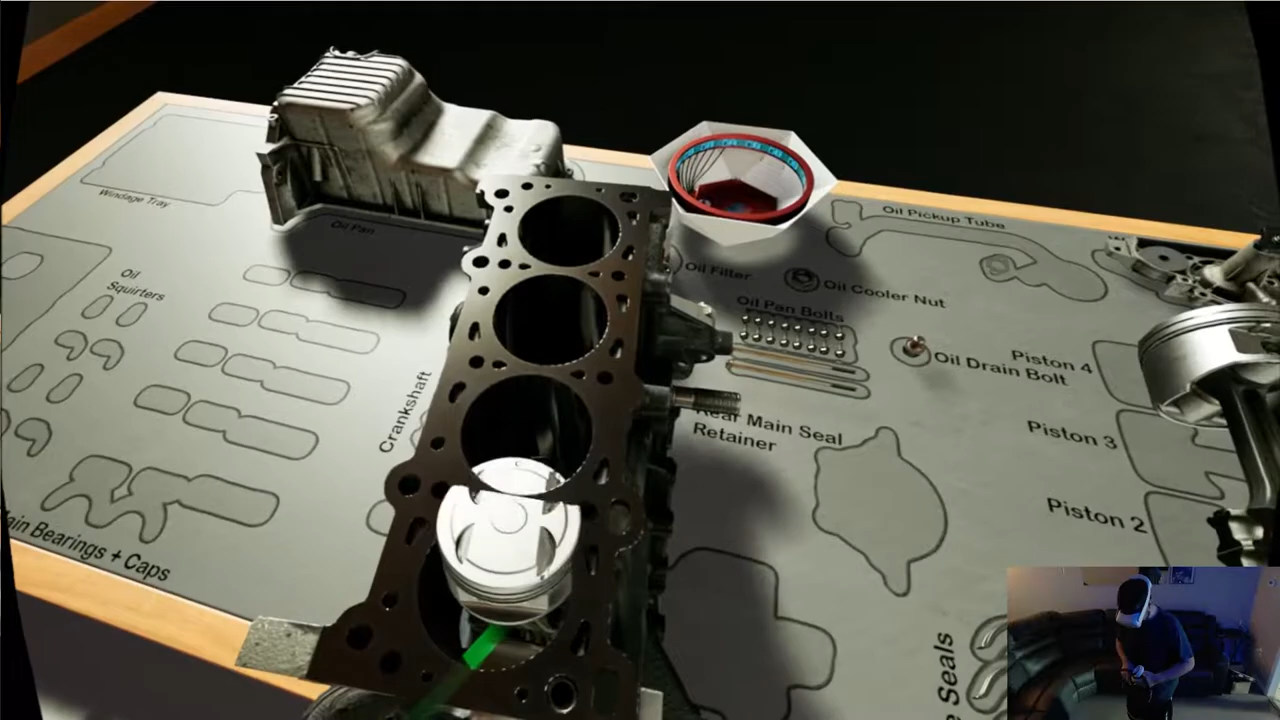 Windage Tray
Oil Pan
Oil
Squirters
Crankshaft
Bearings + Caps
Oil Pickup Tube
Oil Filter
Oil Cooler Nut
Oil Pan Bolts
Oil Drain Bolt
Rear Main Seal
Retainer
Piston 4
Piston 3
Piston 2
Seals